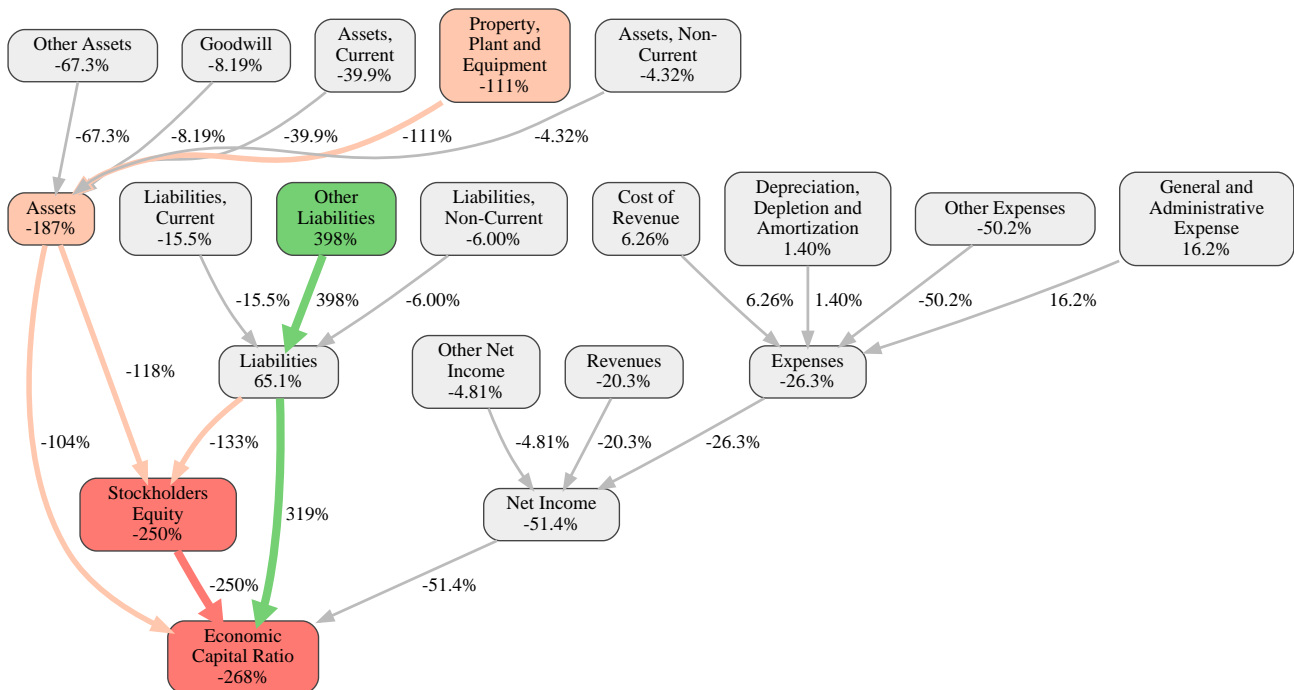 Other Assets
-67.3%
Goodwill
-8.19%
Assets,
Current
-39.9%
Property,
Plant and
Equipment
-111%
Assets, Non-
Current
-4.32%
-67.3%
-8.19%
-39.9%
-111%
-4.32%
Assets
-187%
Liabilities,
Current
-15.5%
Other
Liabilities
398%
Liabilities,
Non-Current
-6.00%
Cost of
Revenue
6.26%
Depreciation,
Depletion and
Amortization
1.40%
Other Expenses
-50.2%
General and
Administrative
Expense
16.2%
-15.5%
398%
-6.00%
6.26%
1.40%
-50.2%
16.2%
Liabilities
65.1%
Other Net
Income
-4.81%
Revenues
-20.3%
Expenses
-26.3%
-118%
-104%
-133%
-4.81%
-20.3%
-26.3%
Stockholders
Equity
-250%
319%
Net Income
-51.4%
-250%
-51.4%
Economic
Capital Ratio
-268%